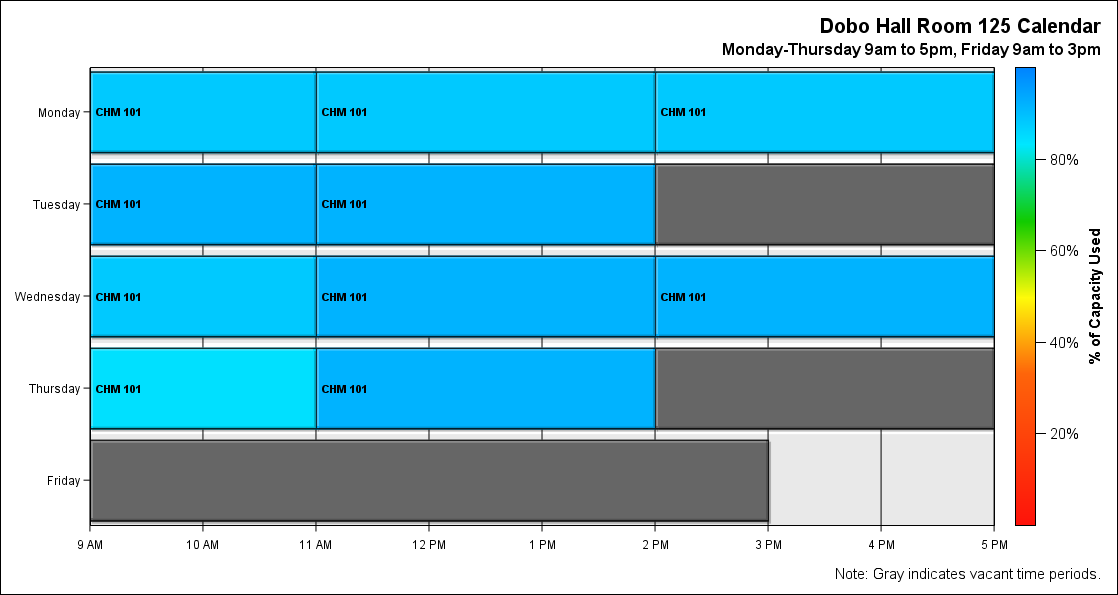 Dobo Hall Room 125 Calendar
Monday-Thursday 9am to 5pm, Friday 9am to 3pm
Monday
CHM 101
CHM 101
CHM 101
Tuesday
CHM 101
CHM 101
Wednesday
CHM 101
CHM 101
CHM 101
Thursday
CHM 101
CHM 101
Friday
9 AM
10 AM
11 AM
12 PM
1 PM
2 PM
3 PM
4 PM
5 PM
80%
60%
40%
20%
% of Capacity Used
Note: Gray indicates vacant time periods.